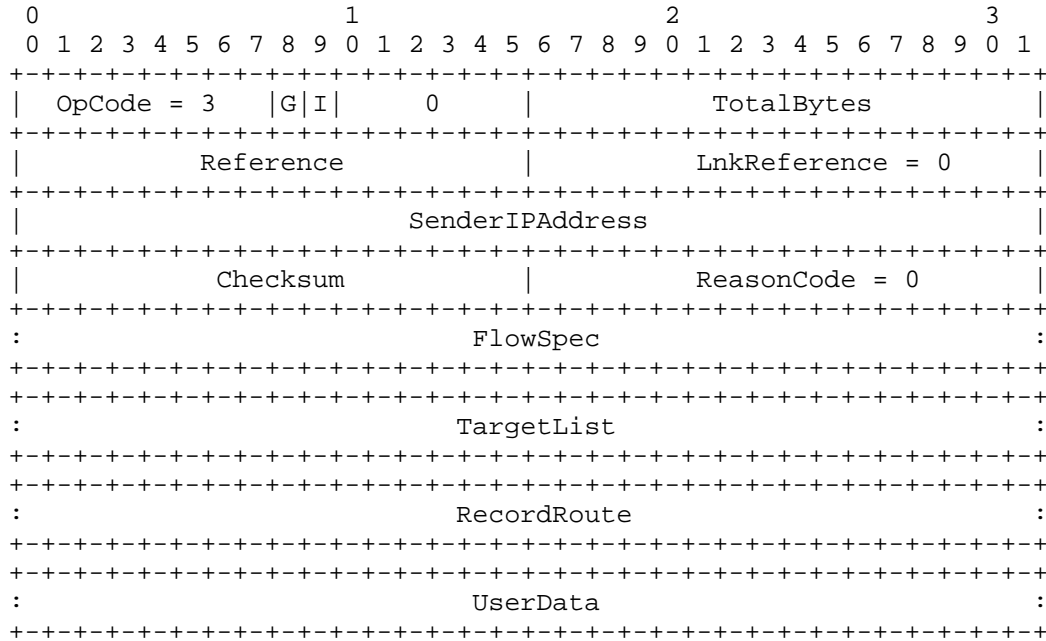 0                   1                   2                   3
 0 1 2 3 4 5 6 7 8 9 0 1 2 3 4 5 6 7 8 9 0 1 2 3 4 5 6 7 8 9 0 1
+-+-+-+-+-+-+-+-+-+-+-+-+-+-+-+-+-+-+-+-+-+-+-+-+-+-+-+-+-+-+-+-+
|  OpCode = 3   |G|I|     0     |           TotalBytes          |
+-+-+-+-+-+-+-+-+-+-+-+-+-+-+-+-+-+-+-+-+-+-+-+-+-+-+-+-+-+-+-+-+
|           Reference           |          LnkReference = 0     |
+-+-+-+-+-+-+-+-+-+-+-+-+-+-+-+-+-+-+-+-+-+-+-+-+-+-+-+-+-+-+-+-+
|                        SenderIPAddress                        |
+-+-+-+-+-+-+-+-+-+-+-+-+-+-+-+-+-+-+-+-+-+-+-+-+-+-+-+-+-+-+-+-+
|            Checksum           |          ReasonCode = 0       |
+-+-+-+-+-+-+-+-+-+-+-+-+-+-+-+-+-+-+-+-+-+-+-+-+-+-+-+-+-+-+-+-+
:                            FlowSpec                           :
+-+-+-+-+-+-+-+-+-+-+-+-+-+-+-+-+-+-+-+-+-+-+-+-+-+-+-+-+-+-+-+-+
+-+-+-+-+-+-+-+-+-+-+-+-+-+-+-+-+-+-+-+-+-+-+-+-+-+-+-+-+-+-+-+-+
:                           TargetList                          :
+-+-+-+-+-+-+-+-+-+-+-+-+-+-+-+-+-+-+-+-+-+-+-+-+-+-+-+-+-+-+-+-+
+-+-+-+-+-+-+-+-+-+-+-+-+-+-+-+-+-+-+-+-+-+-+-+-+-+-+-+-+-+-+-+-+
:                           RecordRoute                         :
+-+-+-+-+-+-+-+-+-+-+-+-+-+-+-+-+-+-+-+-+-+-+-+-+-+-+-+-+-+-+-+-+
+-+-+-+-+-+-+-+-+-+-+-+-+-+-+-+-+-+-+-+-+-+-+-+-+-+-+-+-+-+-+-+-+
:                            UserData                           :
+-+-+-+-+-+-+-+-+-+-+-+-+-+-+-+-+-+-+-+-+-+-+-+-+-+-+-+-+-+-+-+-+